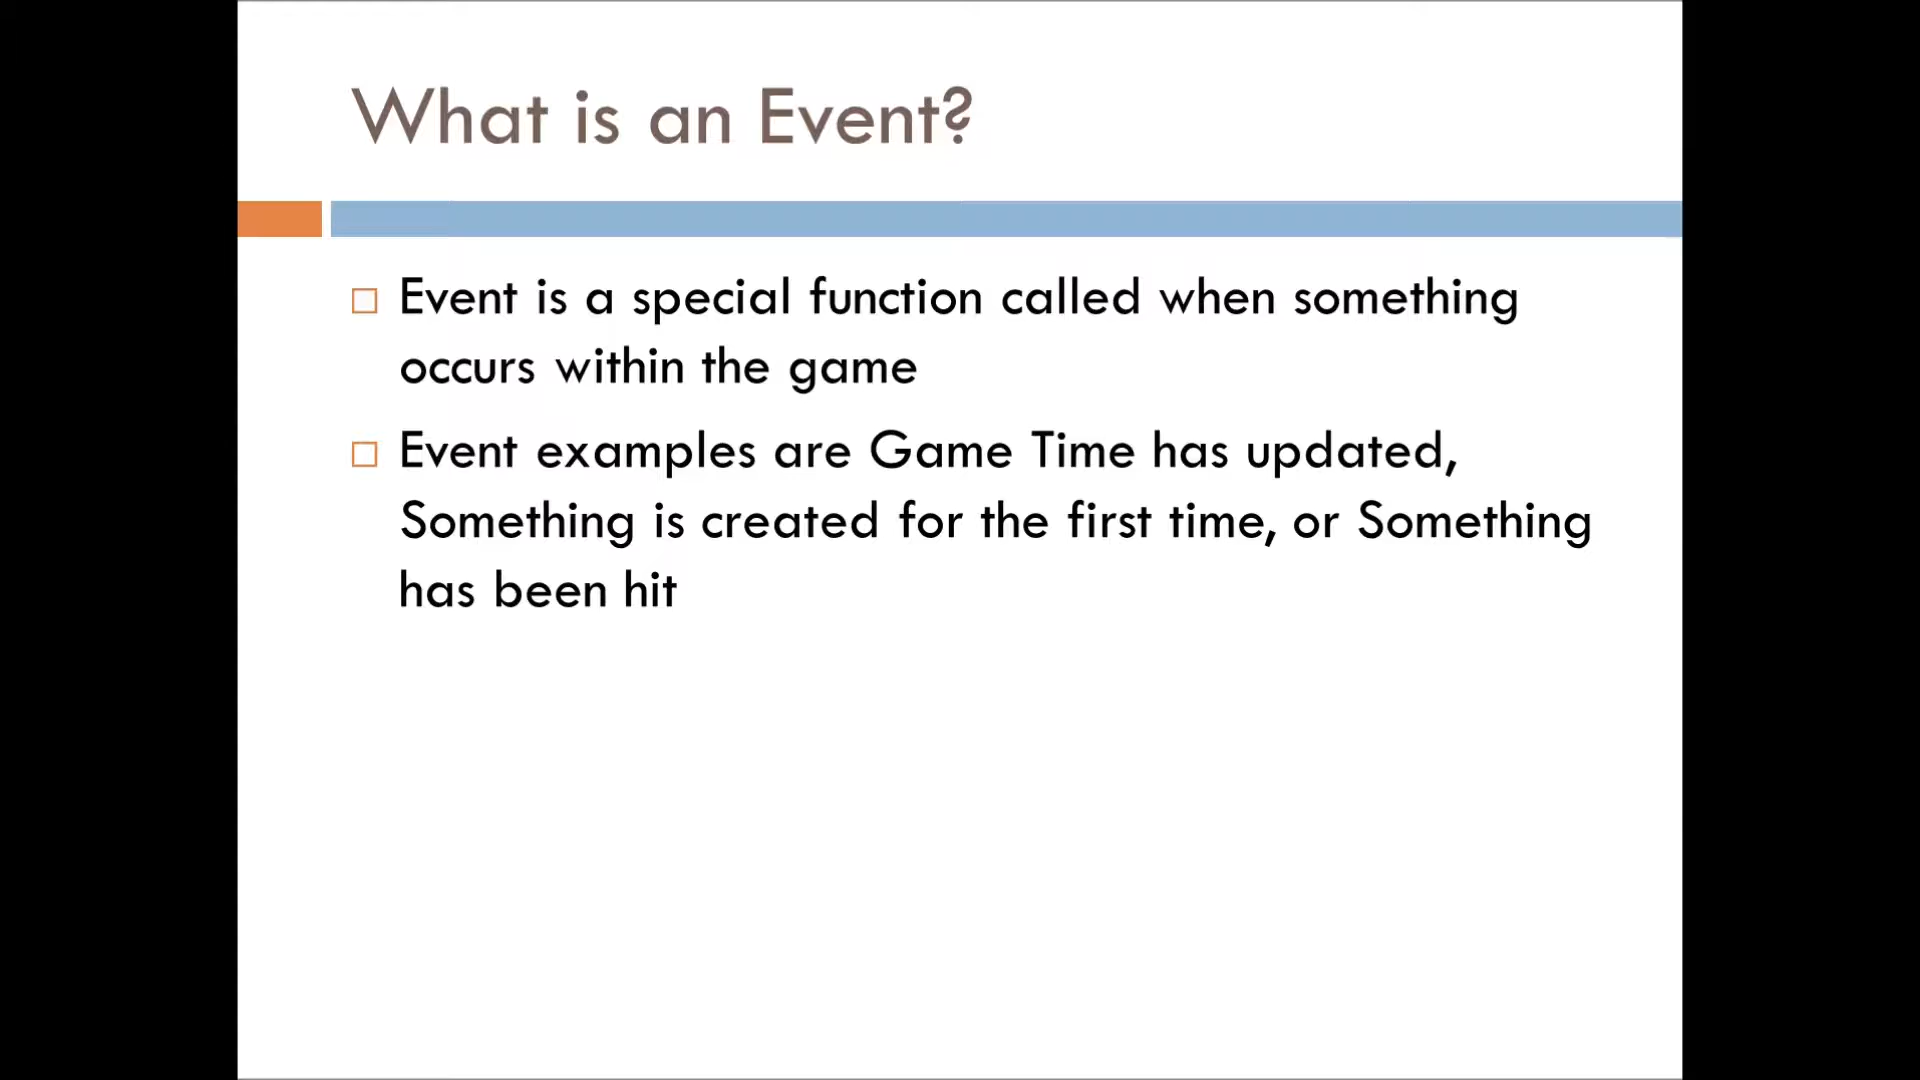 What is an Event?
Event is a special function called when something
occurs within the game
Event examples are Game Time has updated,
Something is created for the first time, or Something
has been hit